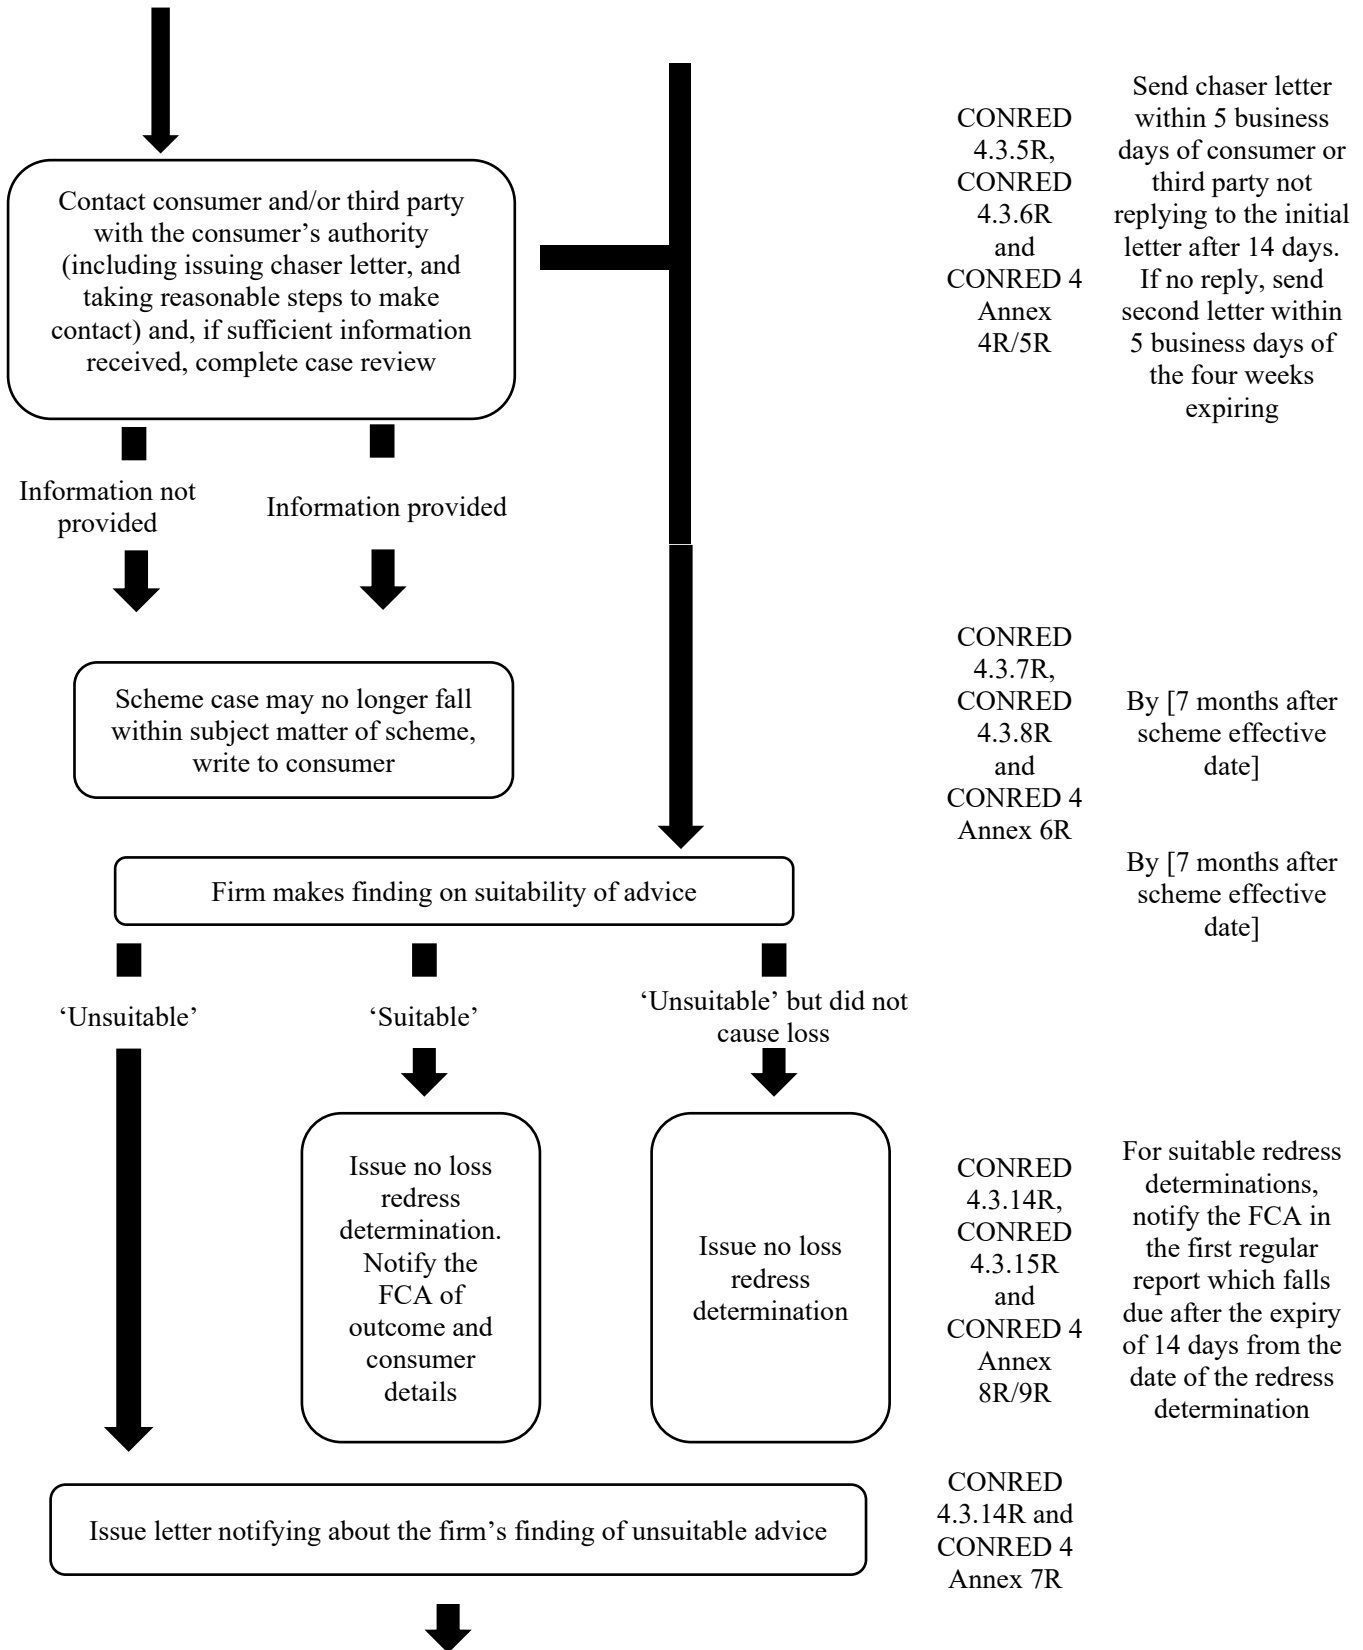 Contact consumer and/or third party
with the consumer’s authority
(including issuing chaser letter, and
taking reasonable steps to make
contact) and, if sufficient information
received, complete case review
CONRED
4.3.5R,
CONRED
4.3.6R
and
CONRED 4
Annex
4R/5R
Send chaser letter
within 5 business
days of consumer or
third party not
replying to the initial
letter after 14 days.
If no reply, send
second letter within
5 business days of
the four weeks
expiring
Information not
provided
Information provided
Scheme case may no longer fall
within subject matter of scheme,
write to consumer
CONRED
4.3.7R,
CONRED
4.3.8R
and
CONRED 4
Annex 6R
By [7 months after
scheme effective
date]
Firm makes finding on suitability of advice
By [7 months after
scheme effective
date]
‘Unsuitable’
‘Suitable’
‘Unsuitable’ but did not
cause loss
Issue no loss
redress
determination.
Notify the
FCA of
outcome and
consumer
details
Issue no loss
redress
determination
CONRED
4.3.14R,
CONRED
4.3.15R
and
CONRED 4
Annex
8R/9R
For suitable redress
determinations,
notify the FCA in
the first regular
report which falls
due after the expiry
of 14 days from the
date of the redress
determination
Issue letter notifying about the firm’s finding of unsuitable advice
CONRED
4.3.14R and
CONRED 4
Annex 7R